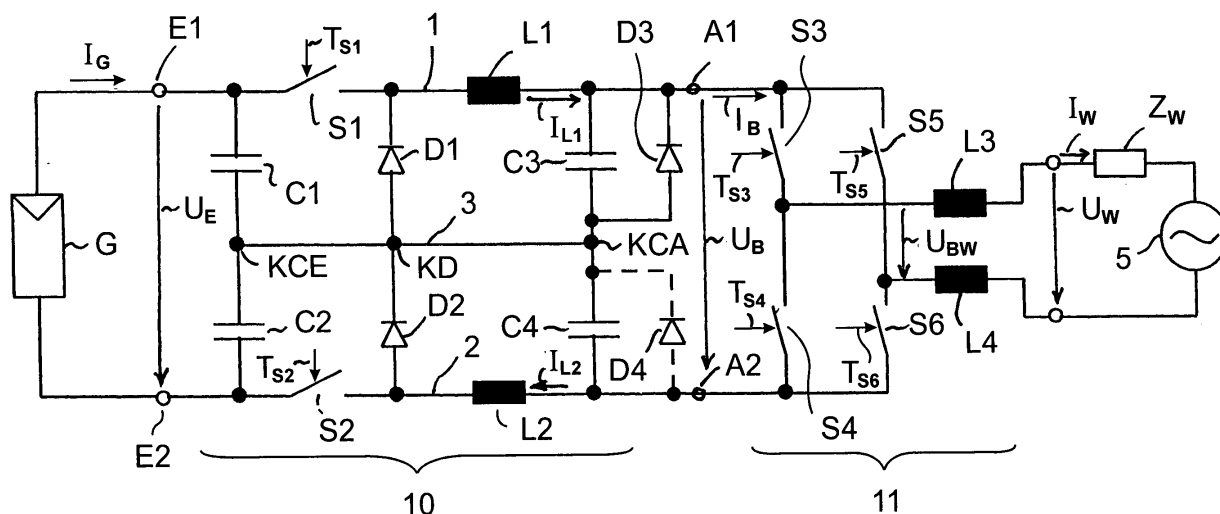 I_G
E1
T_S1
1
L1
D3
A1
S3
S1
I_L1
I_B
S5
I_W
Z_W
C1
D1
C3
T_S3
T_S5
L3
G
U_E
3
U_B
U_BW
U_W
5
KCE
KD
KCA
C2
D2
C4
T_S4
S6
L4
T_S2
2
I_L2
D4
A2
T_S6
S2
L2
S4
E2
10
11